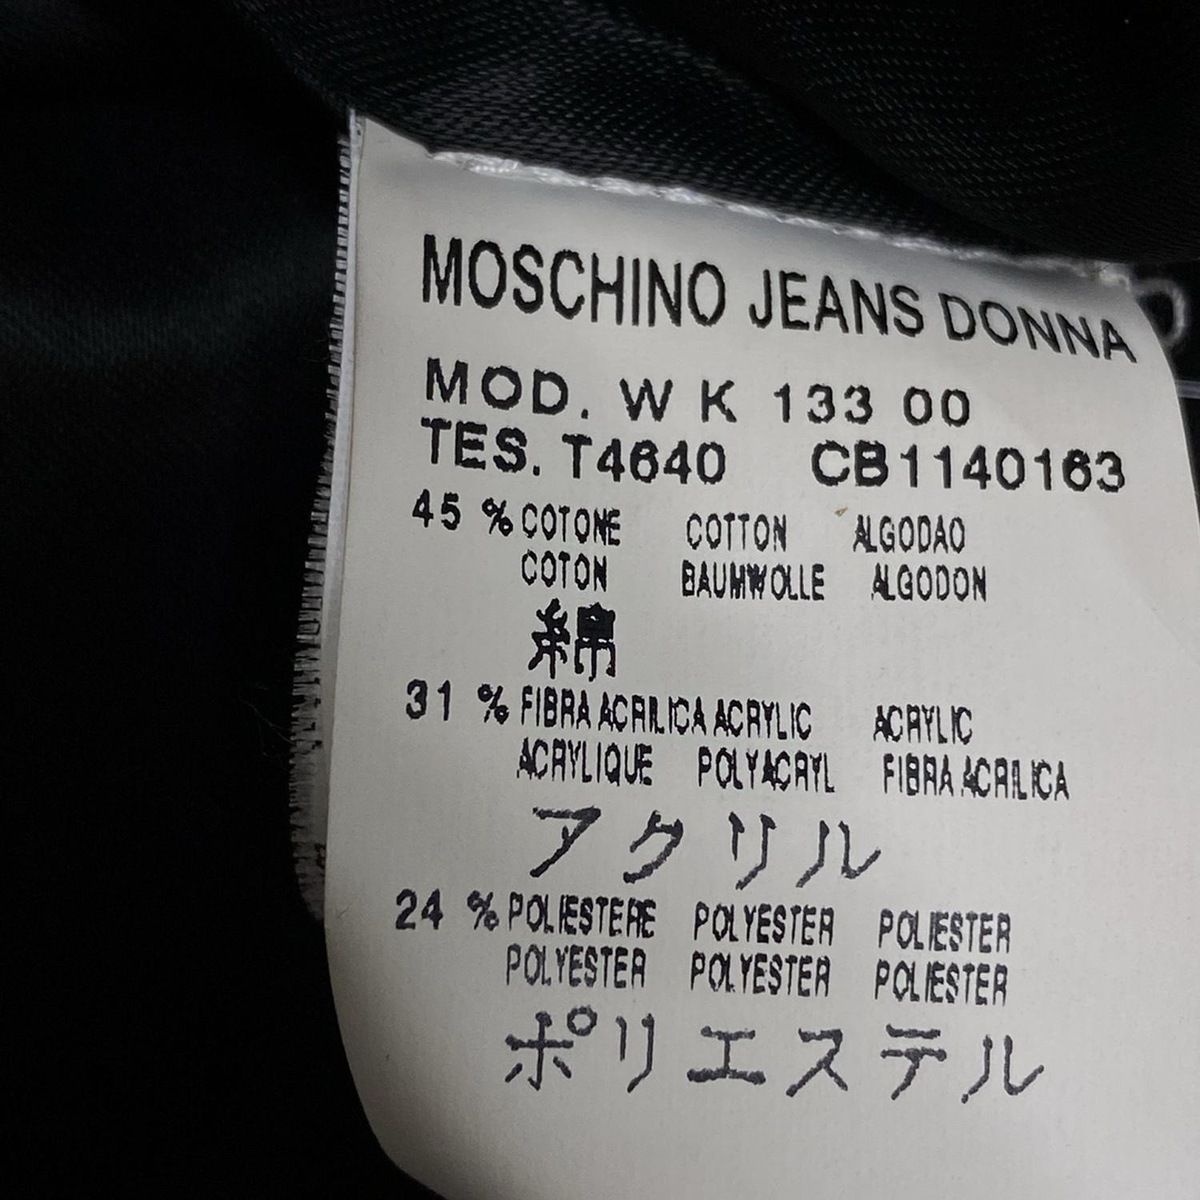 MOSCHINO JEANS DONNA
MOD. W K 133 00
TES. T4640 CB1140163
45 % COTONE COTTON ALGODAO
COTON BAUMWOLLE ALGODON
綿
31 % FIBRA ACRILICA ACRYLIC ACRYLIC
ACRYLIQUE POLYACRYL FIBRA ACRILICA
アクリル
24 % POLIESTERE POLYESTER POLIESTER
POLYESTER POLYESTER POLIESTER
ポリエステル